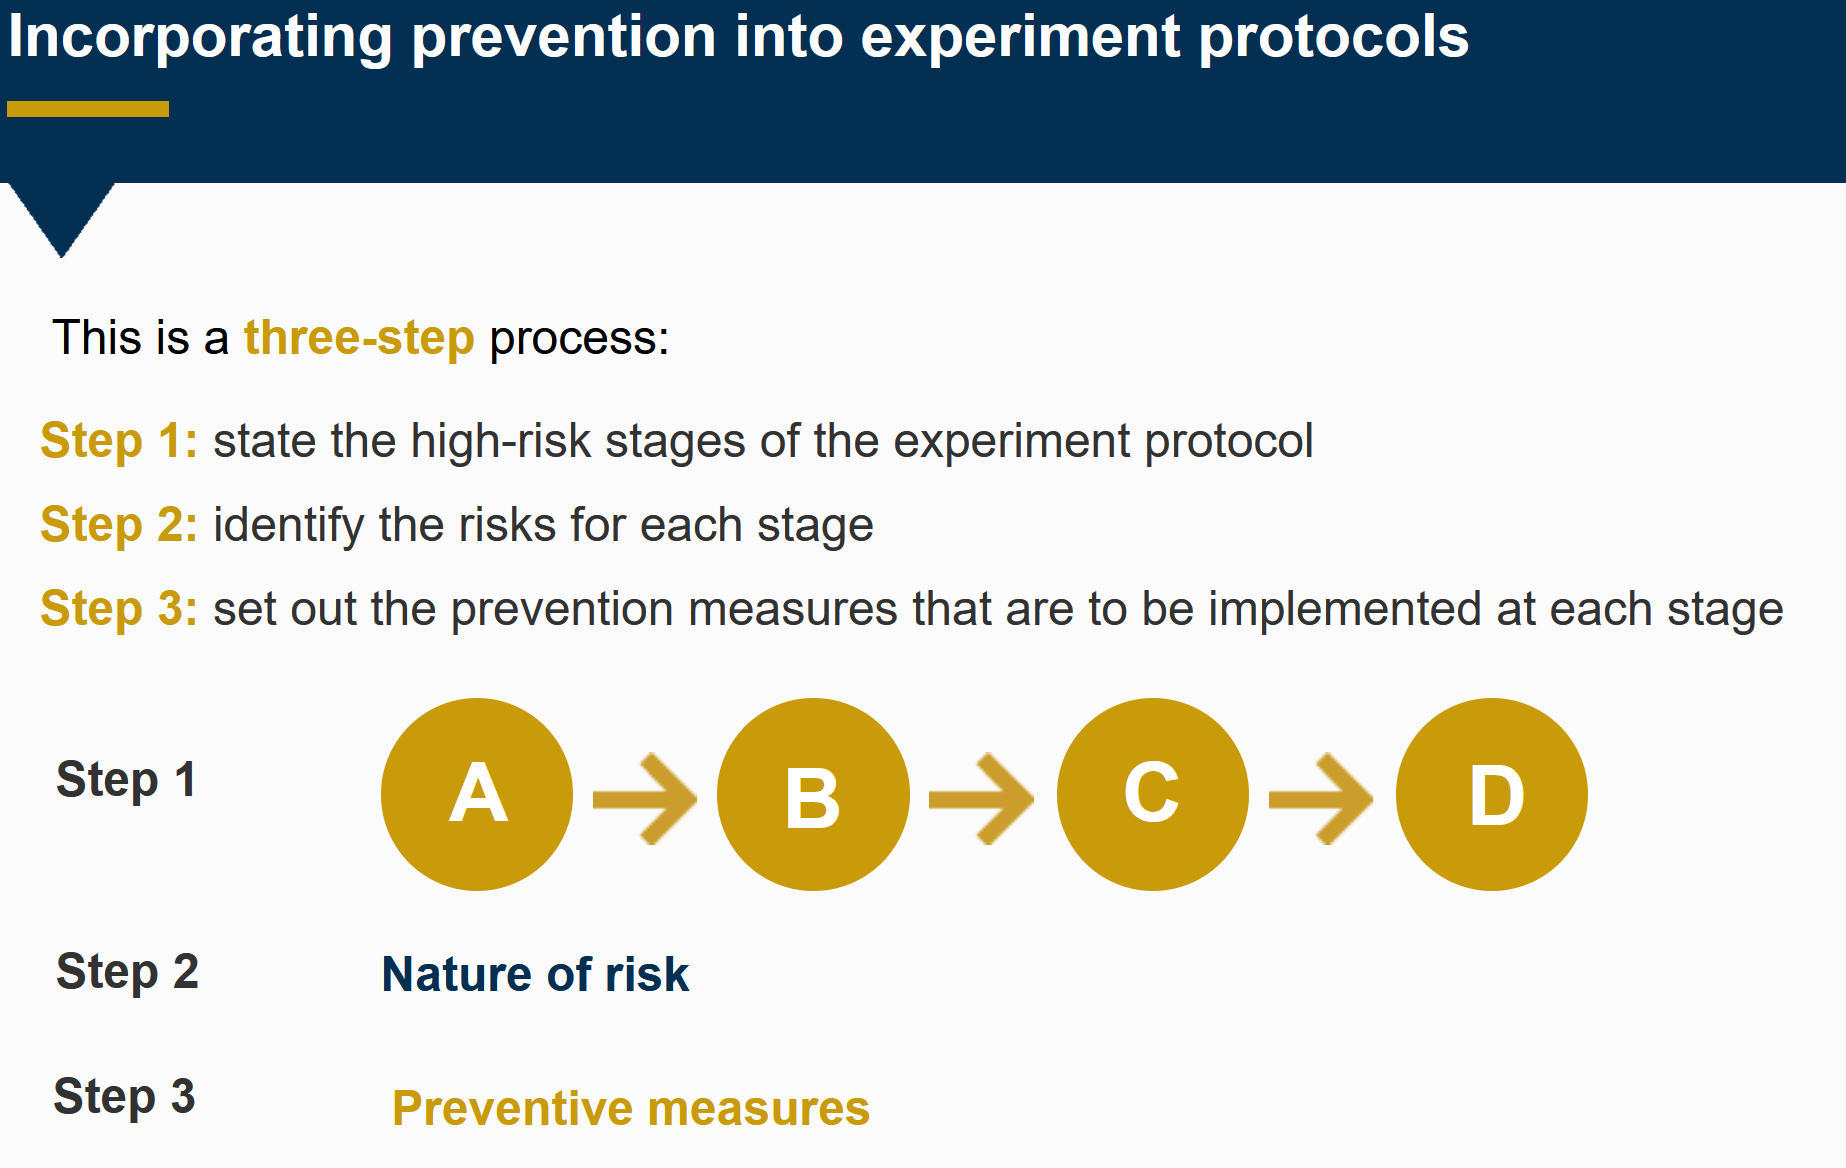 Incorporating prevention into experiment protocols
This is a three-step process:
Step 1: state the high-risk stages of the experiment protocol
Step 2: identify the risks for each stage
Step 3: set out the prevention measures that are to be implemented at each stage
Step 1 A B C D
Step 2 Nature of risk
Step 3 Preventive measures